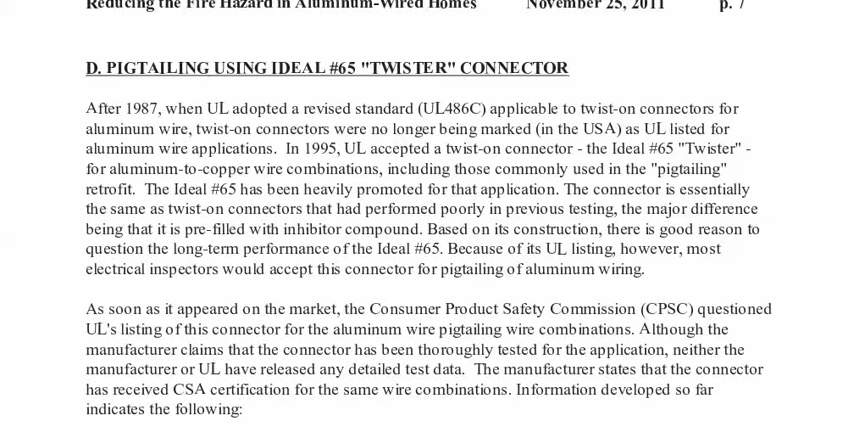 Reducing the Fire Hazard in Aluminum-Wired Homes November 25, 2011 p. 7
D. PIGTAILING USING IDEAL #65 "TWISTER" CONNECTOR
After 1987, when UL adopted a revised standard (UL486C) applicable to twist-on connectors for
aluminum wire, twist-on connectors were no longer being marked (in the USA) as UL listed for
aluminum wire applications. In 1995, UL accepted a twist-on connector - the Ideal #65 "Twister" -
for aluminum-to-copper wire combinations, including those commonly used in the "pigtailing"
retrofit. The Ideal #65 has been heavily promoted for that application. The connector is essentially
the same as twist-on connectors that had performed poorly in previous testing, the major difference
being that it is pre-filled with inhibitor compound. Based on its construction, there is good reason to
question the long-term performance of the Ideal #65. Because of its UL listing, however, most
electrical inspectors would accept this connector for pigtailing of aluminum wiring.
As soon as it appeared on the market, the Consumer Product Safety Commission (CPSC) questioned
UL's listing of this connector for the aluminum wire pigtailing wire combinations. Although the
manufacturer claims that the connector has been thoroughly tested for the application, neither the
manufacturer or UL have released any detailed test data. The manufacturer states that the connector
has received CSA certification for the same wire combinations. Information developed so far
indicates the following: